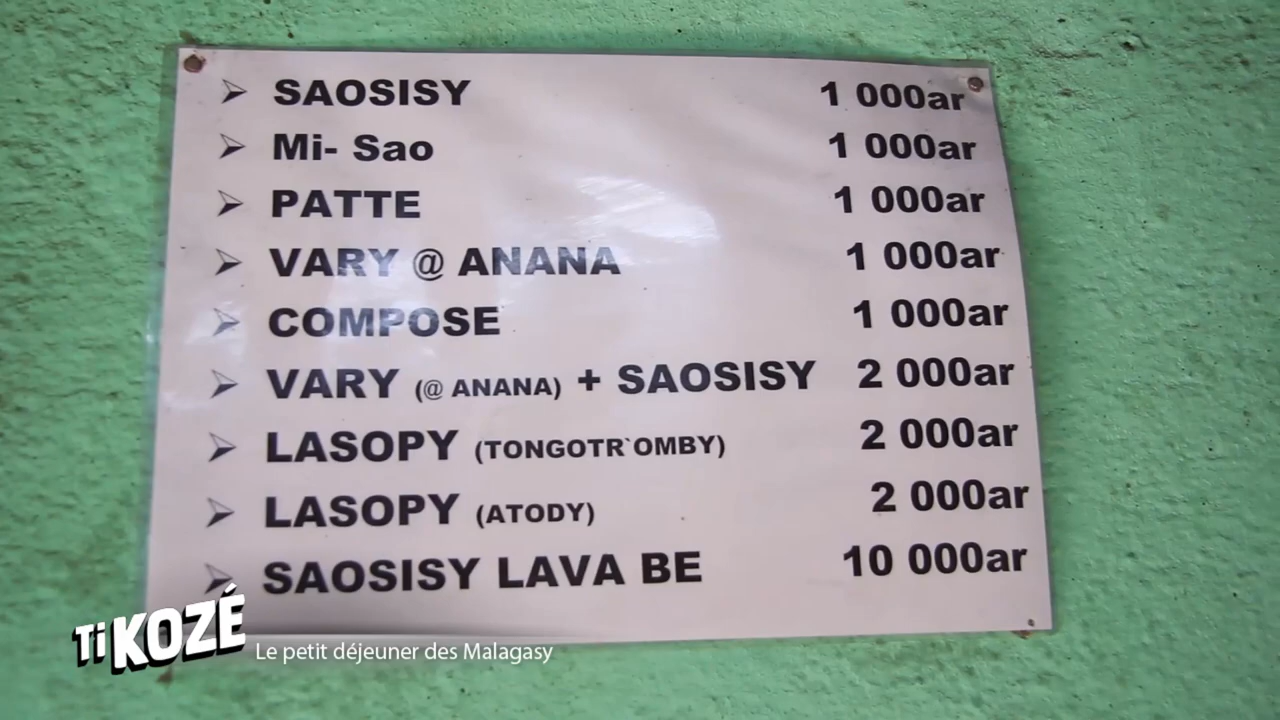 SAOSISY 1 000ar
Mi- Sao 1 000ar
PATTE 1 000ar
VARY @ ANANA 1 000ar
COMPOSE 1 000ar
VARY (@ ANANA) + SAOSISY 2 000ar
LASOPY (TONGOTR`OMBY) 2 000ar
LASOPY (ATODY) 2 000ar
SAOSISY LAVA BE 10 000ar
Ti KOZÉ
Le petit déjeuner des Malagasy